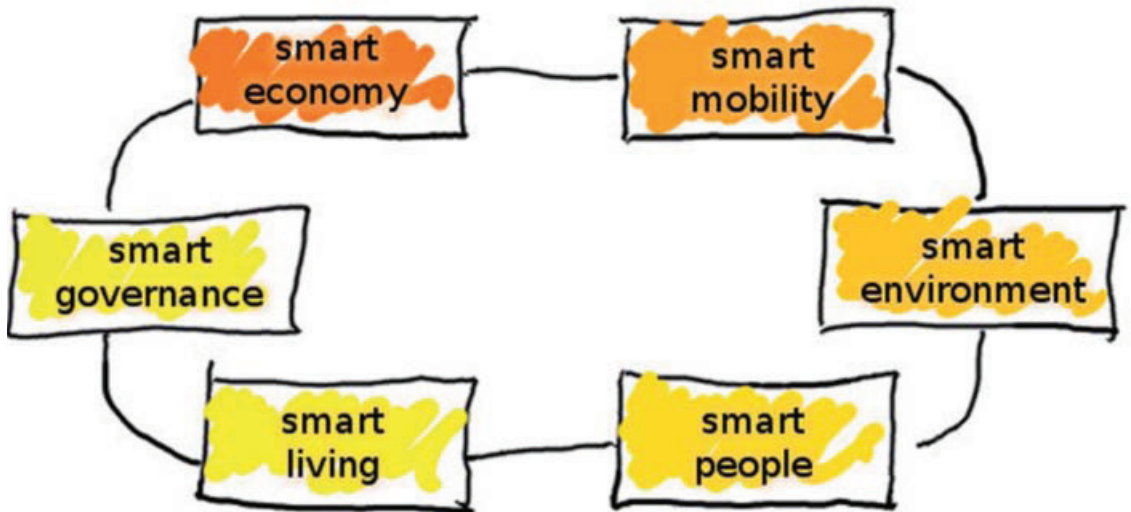 smart
economy
smart
mobility
smart
governance
smart
environment
smart
living
smart
people